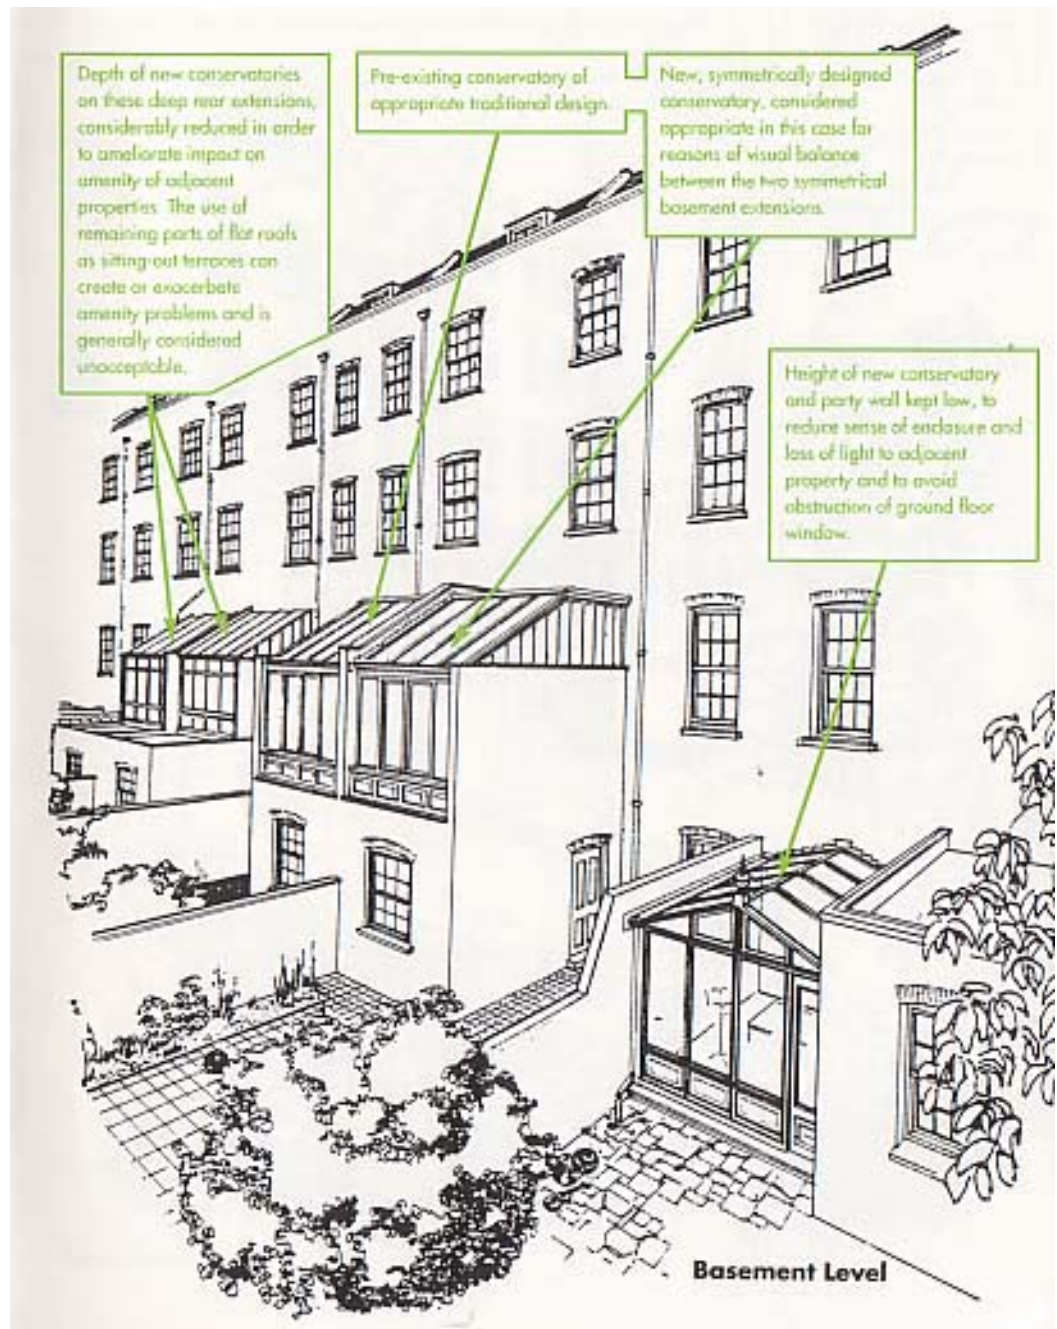 Depth of new conservatories
on these deep rear extensions,
considerably reduced in order
to ameliorate impact on
amenity of adjacent
properties. The use of
remaining parts of flat roofs
as sitting-out terraces can
create or exacerbate
amenity problems and is
generally considered
unacceptable.
Pre-existing conservatory of
appropriate traditional design.
New, symmetrically designed
conservatory, considered
appropriate in this case for
reasons of visual balance
between the two symmetrical
basement extensions.
Height of new conservatory
and party wall kept low, to
reduce sense of enclosure and
loss of light to adjacent
property and to avoid
obstruction of ground floor
window.
Basement Level